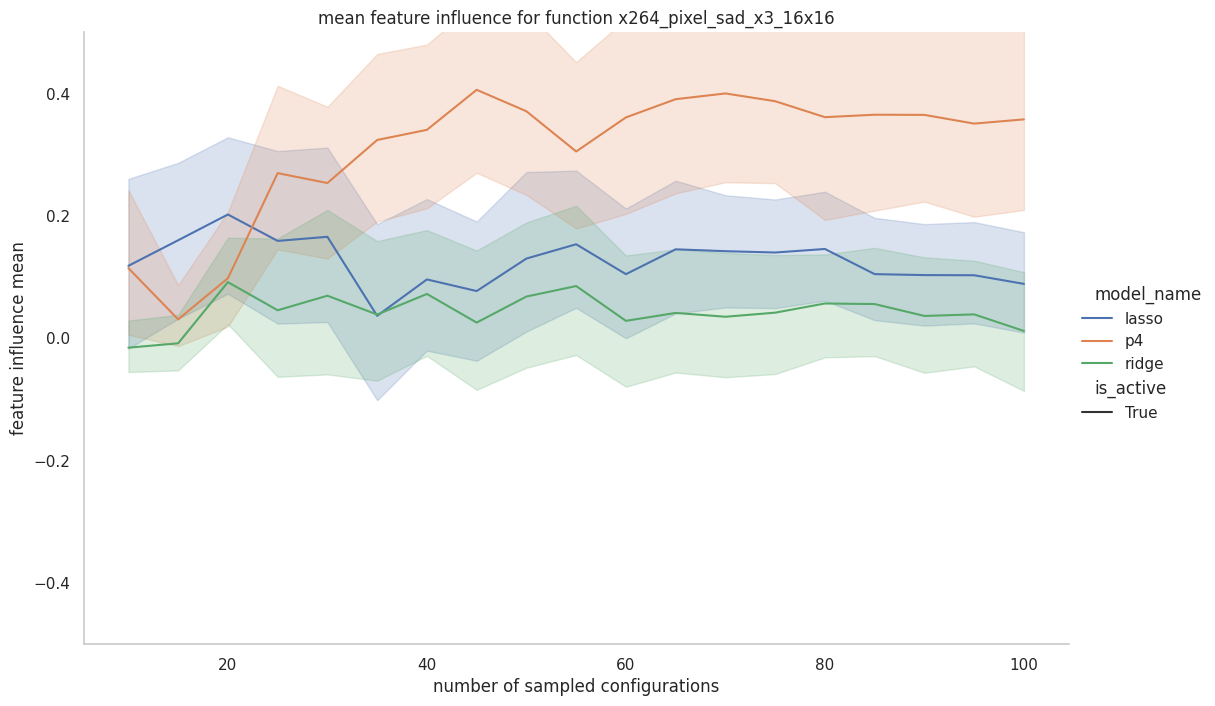 mean feature influence for function x264_pixel_sad_x3_16x16
feature influence mean
0.4
0.2
0.0
−0.2
−0.4
20
40
60
80
100
number of sampled configurations
model_name
lasso
p4
ridge
is_active
True